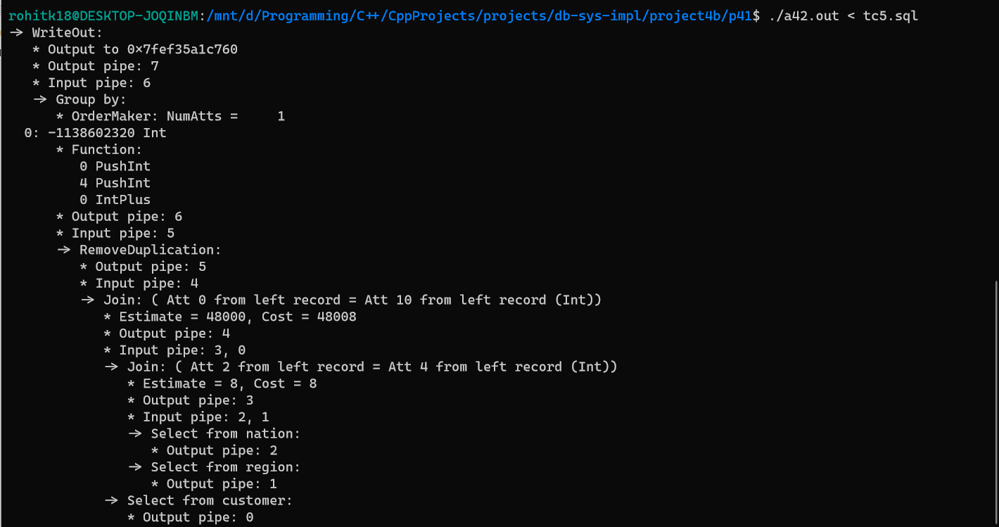 rohitk18@DESKTOP-JOQINBM:/mnt/d/Programming/C++/CppProjects/projects/db-sys-impl/project4b/p41$ ./a42.out < tc5.sql
-> WriteOut:
   * Output to 0x7fef35a1c760
   * Output pipe: 7
   * Input pipe: 6
   -> Group by:
      * OrderMaker: NumAtts =     1
  0: -1138602320 Int
      * Function:
         0 PushInt
         4 PushInt
         0 IntPlus
      * Output pipe: 6
      * Input pipe: 5
      -> RemoveDuplication:
         * Output pipe: 5
         * Input pipe: 4
         -> Join: ( Att 0 from left record = Att 10 from left record (Int))
            * Estimate = 48000, Cost = 48008
            * Output pipe: 4
            * Input pipe: 3, 0
            -> Join: ( Att 2 from left record = Att 4 from left record (Int))
               * Estimate = 8, Cost = 8
               * Output pipe: 3
               * Input pipe: 2, 1
               -> Select from nation:
                  * Output pipe: 2
               -> Select from region:
                  * Output pipe: 1
            -> Select from customer:
               * Output pipe: 0